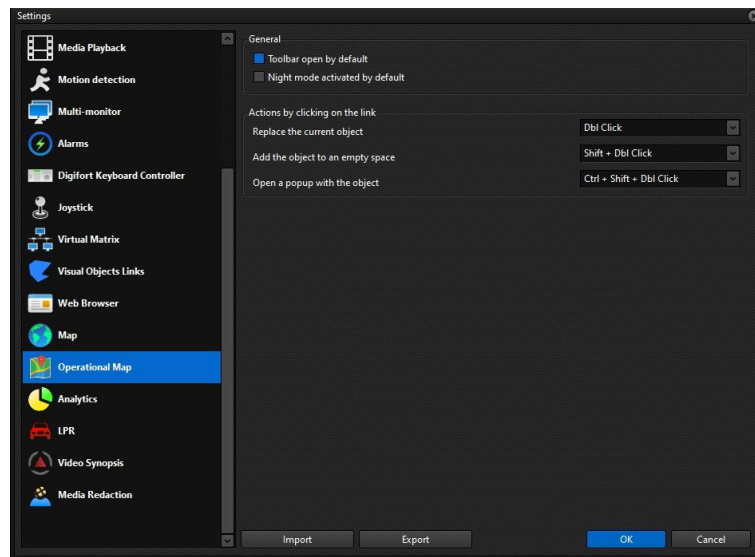 Settings
Media Playback
Motion detection
Multi-monitor
Alarms
Digifort Keyboard Controller
Joystick
Virtual Matrix
Visual Objects Links
Web Browser
Map
Operational Map
Analytics
LPR
Video Synopsis
Media Redaction
General
Toolbar open by default
Night mode activated by default
Actions by clicking on the link
Replace the current object
Dbl Click
Add the object to an empty space
Shift + Dbl Click
Open a popup with the object
Ctrl + Shift + Dbl Click
Import
Export
OK
Cancel